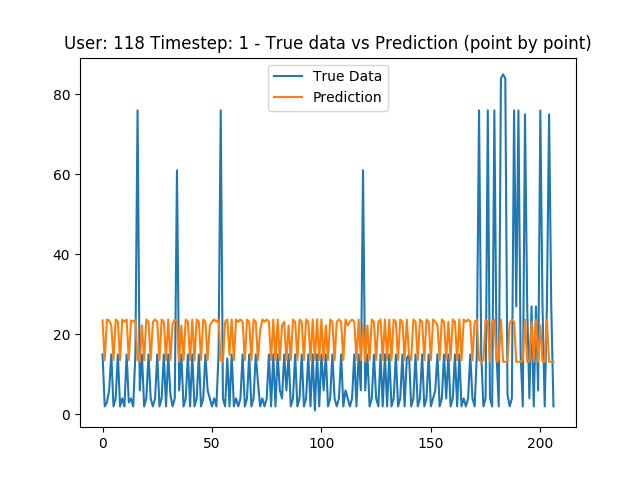 User: 118 Timestep: 1 - True data vs Prediction (point by point)
True Data
Prediction
80
60
40
20
0
0 50 100 150 200